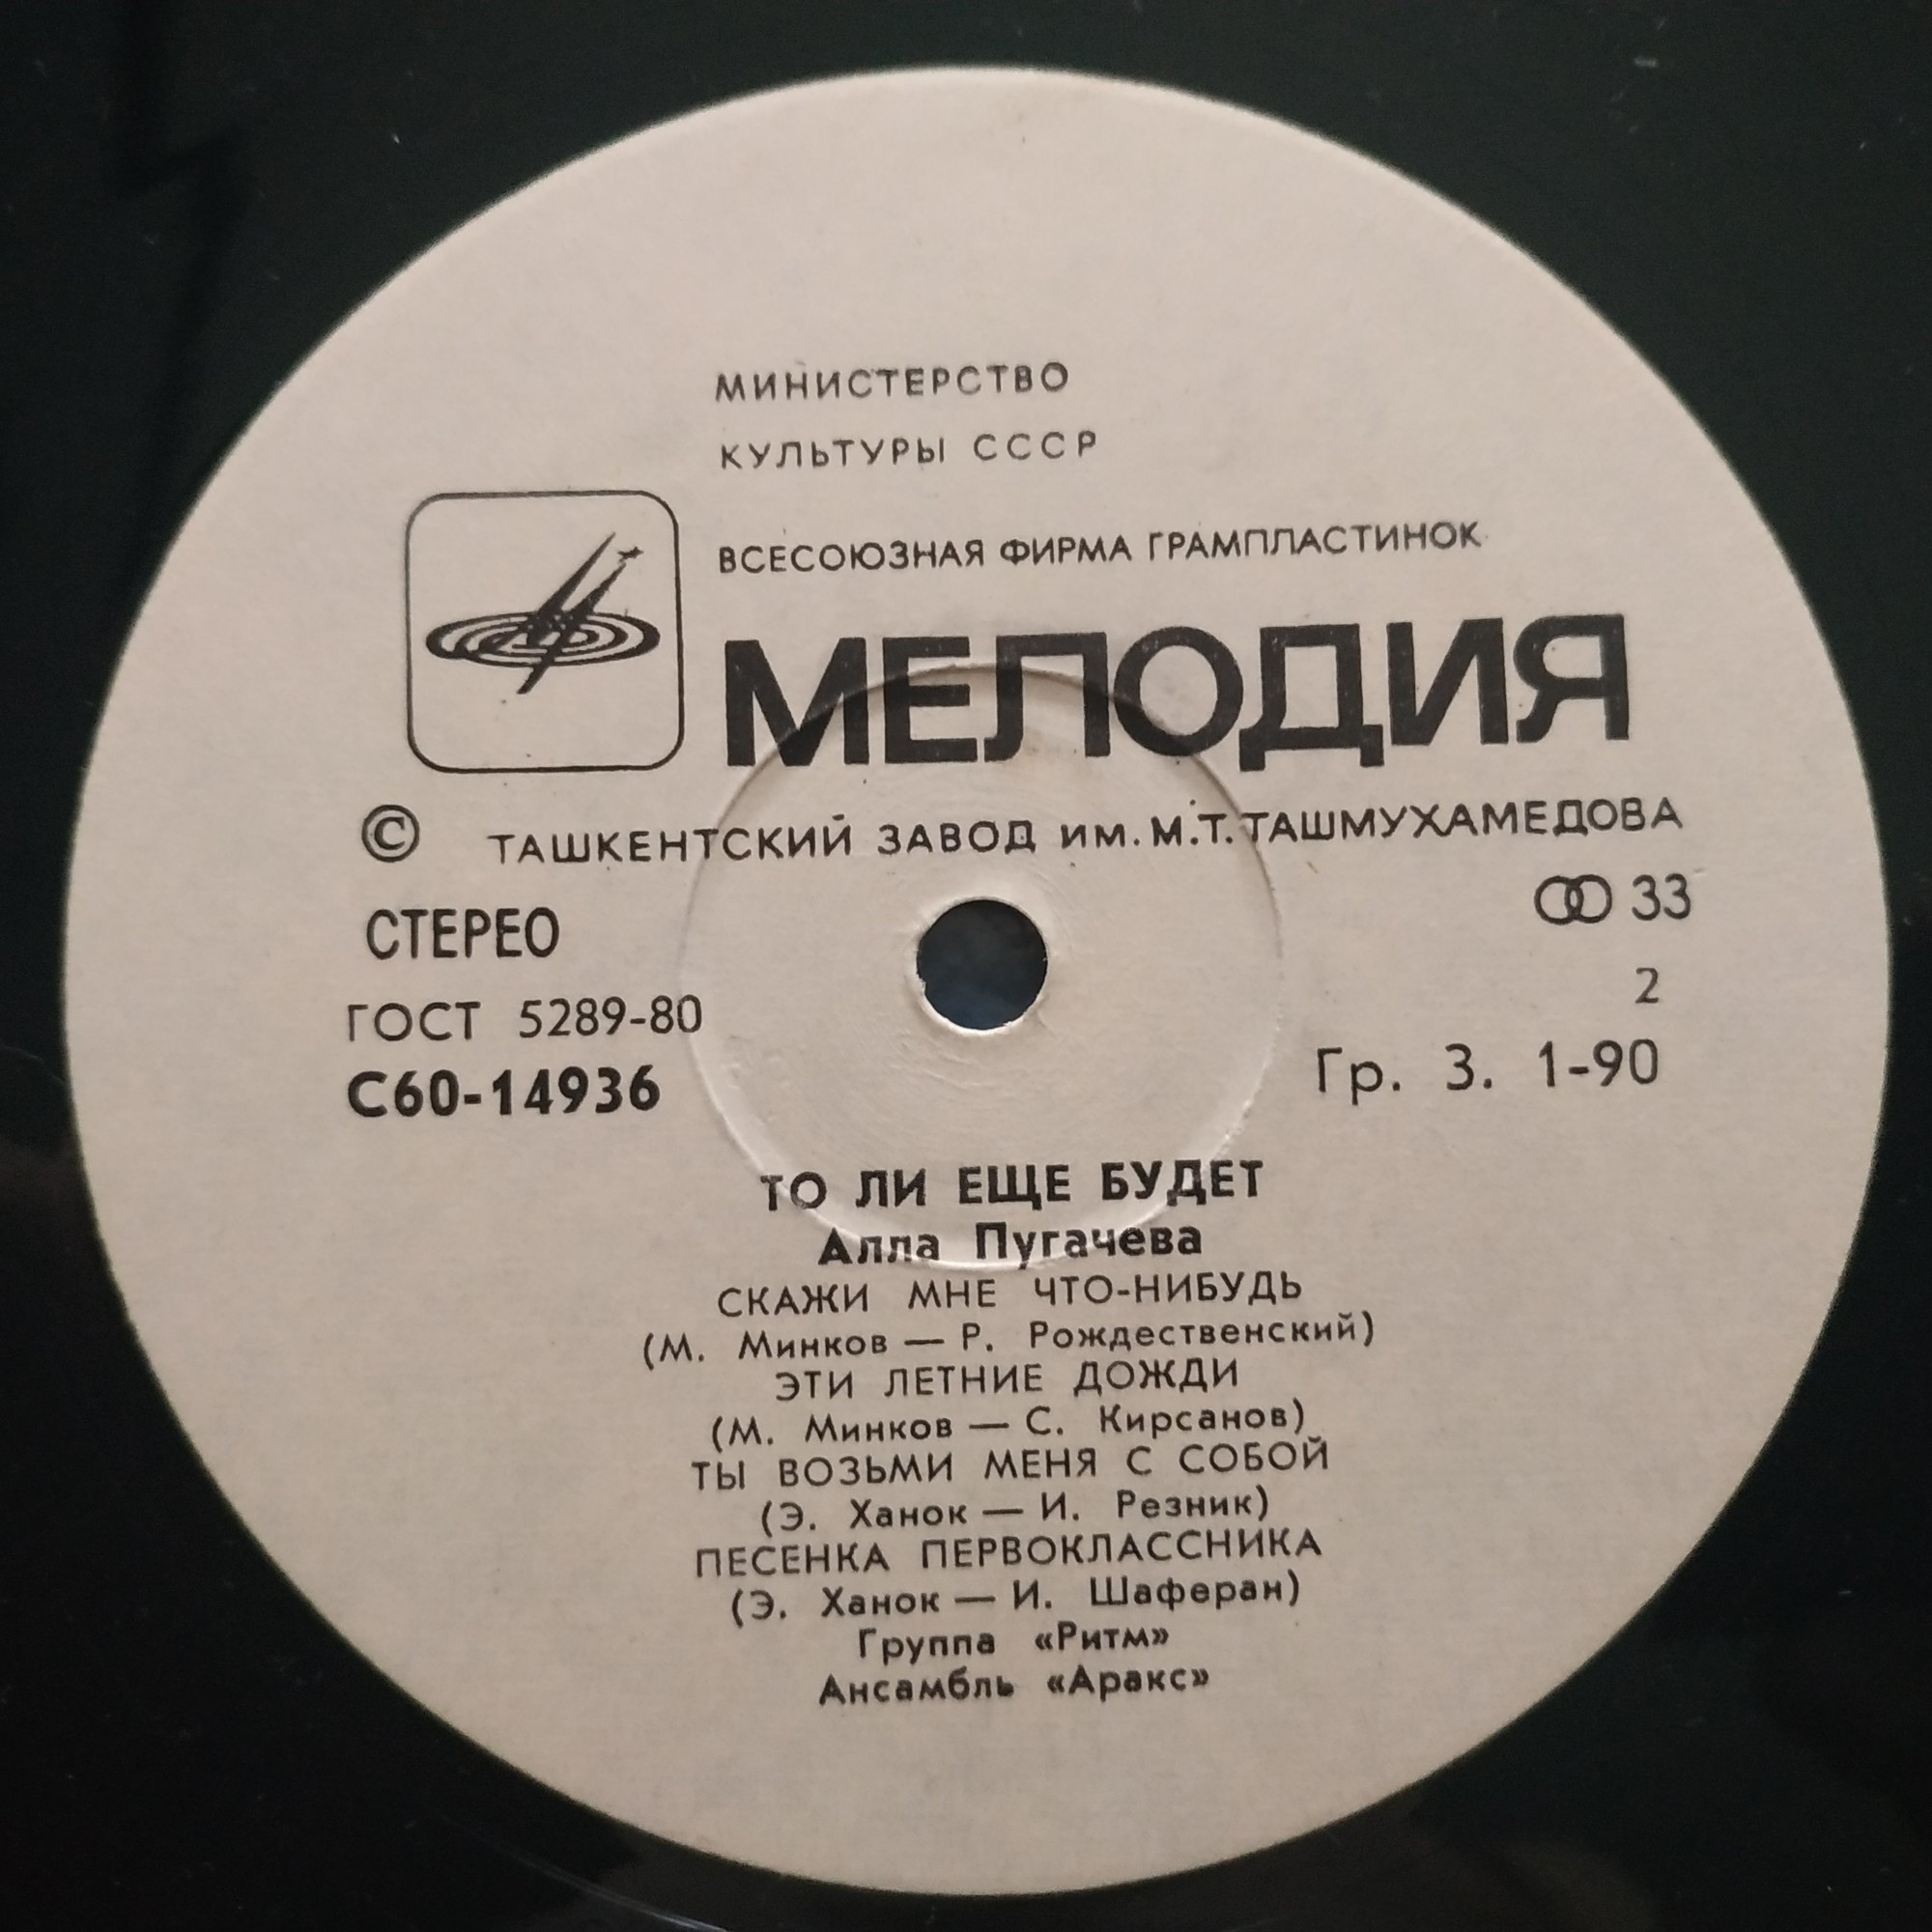 МИНИСТЕРСТВО
КУЛЬТУРЫ СССР
ВСЕСОЮЗНАЯ ФИРМА ГРАМПЛАСТИНОК
МЕЛОДИЯ
© ТАШКЕНТСКИЙ ЗАВОД им. М.Т. ТАШМУХАМЕДОВА
СТЕРЕО
33
ГОСТ 5289-80
2
С60-14936
Гр. 3. 1-90
ТО ЛИ ЕЩЕ БУДЕТ
Алла Пугачева
СКАЖИ МНЕ ЧТО-НИБУДЬ
(М. Минков — Р. Рождественский)
ЭТИ ЛЕТНИЕ ДОЖДИ
(М. Минков — С. Кирсанов)
ТЫ ВОЗЬМИ МЕНЯ С СОБОЙ
(Э. Ханок — И. Резник)
ПЕСЕНКА ПЕРВОКЛАССНИКА
(Э. Ханок — И. Шаферан)
Группа «Ритм»
Ансамбль «Аракс»